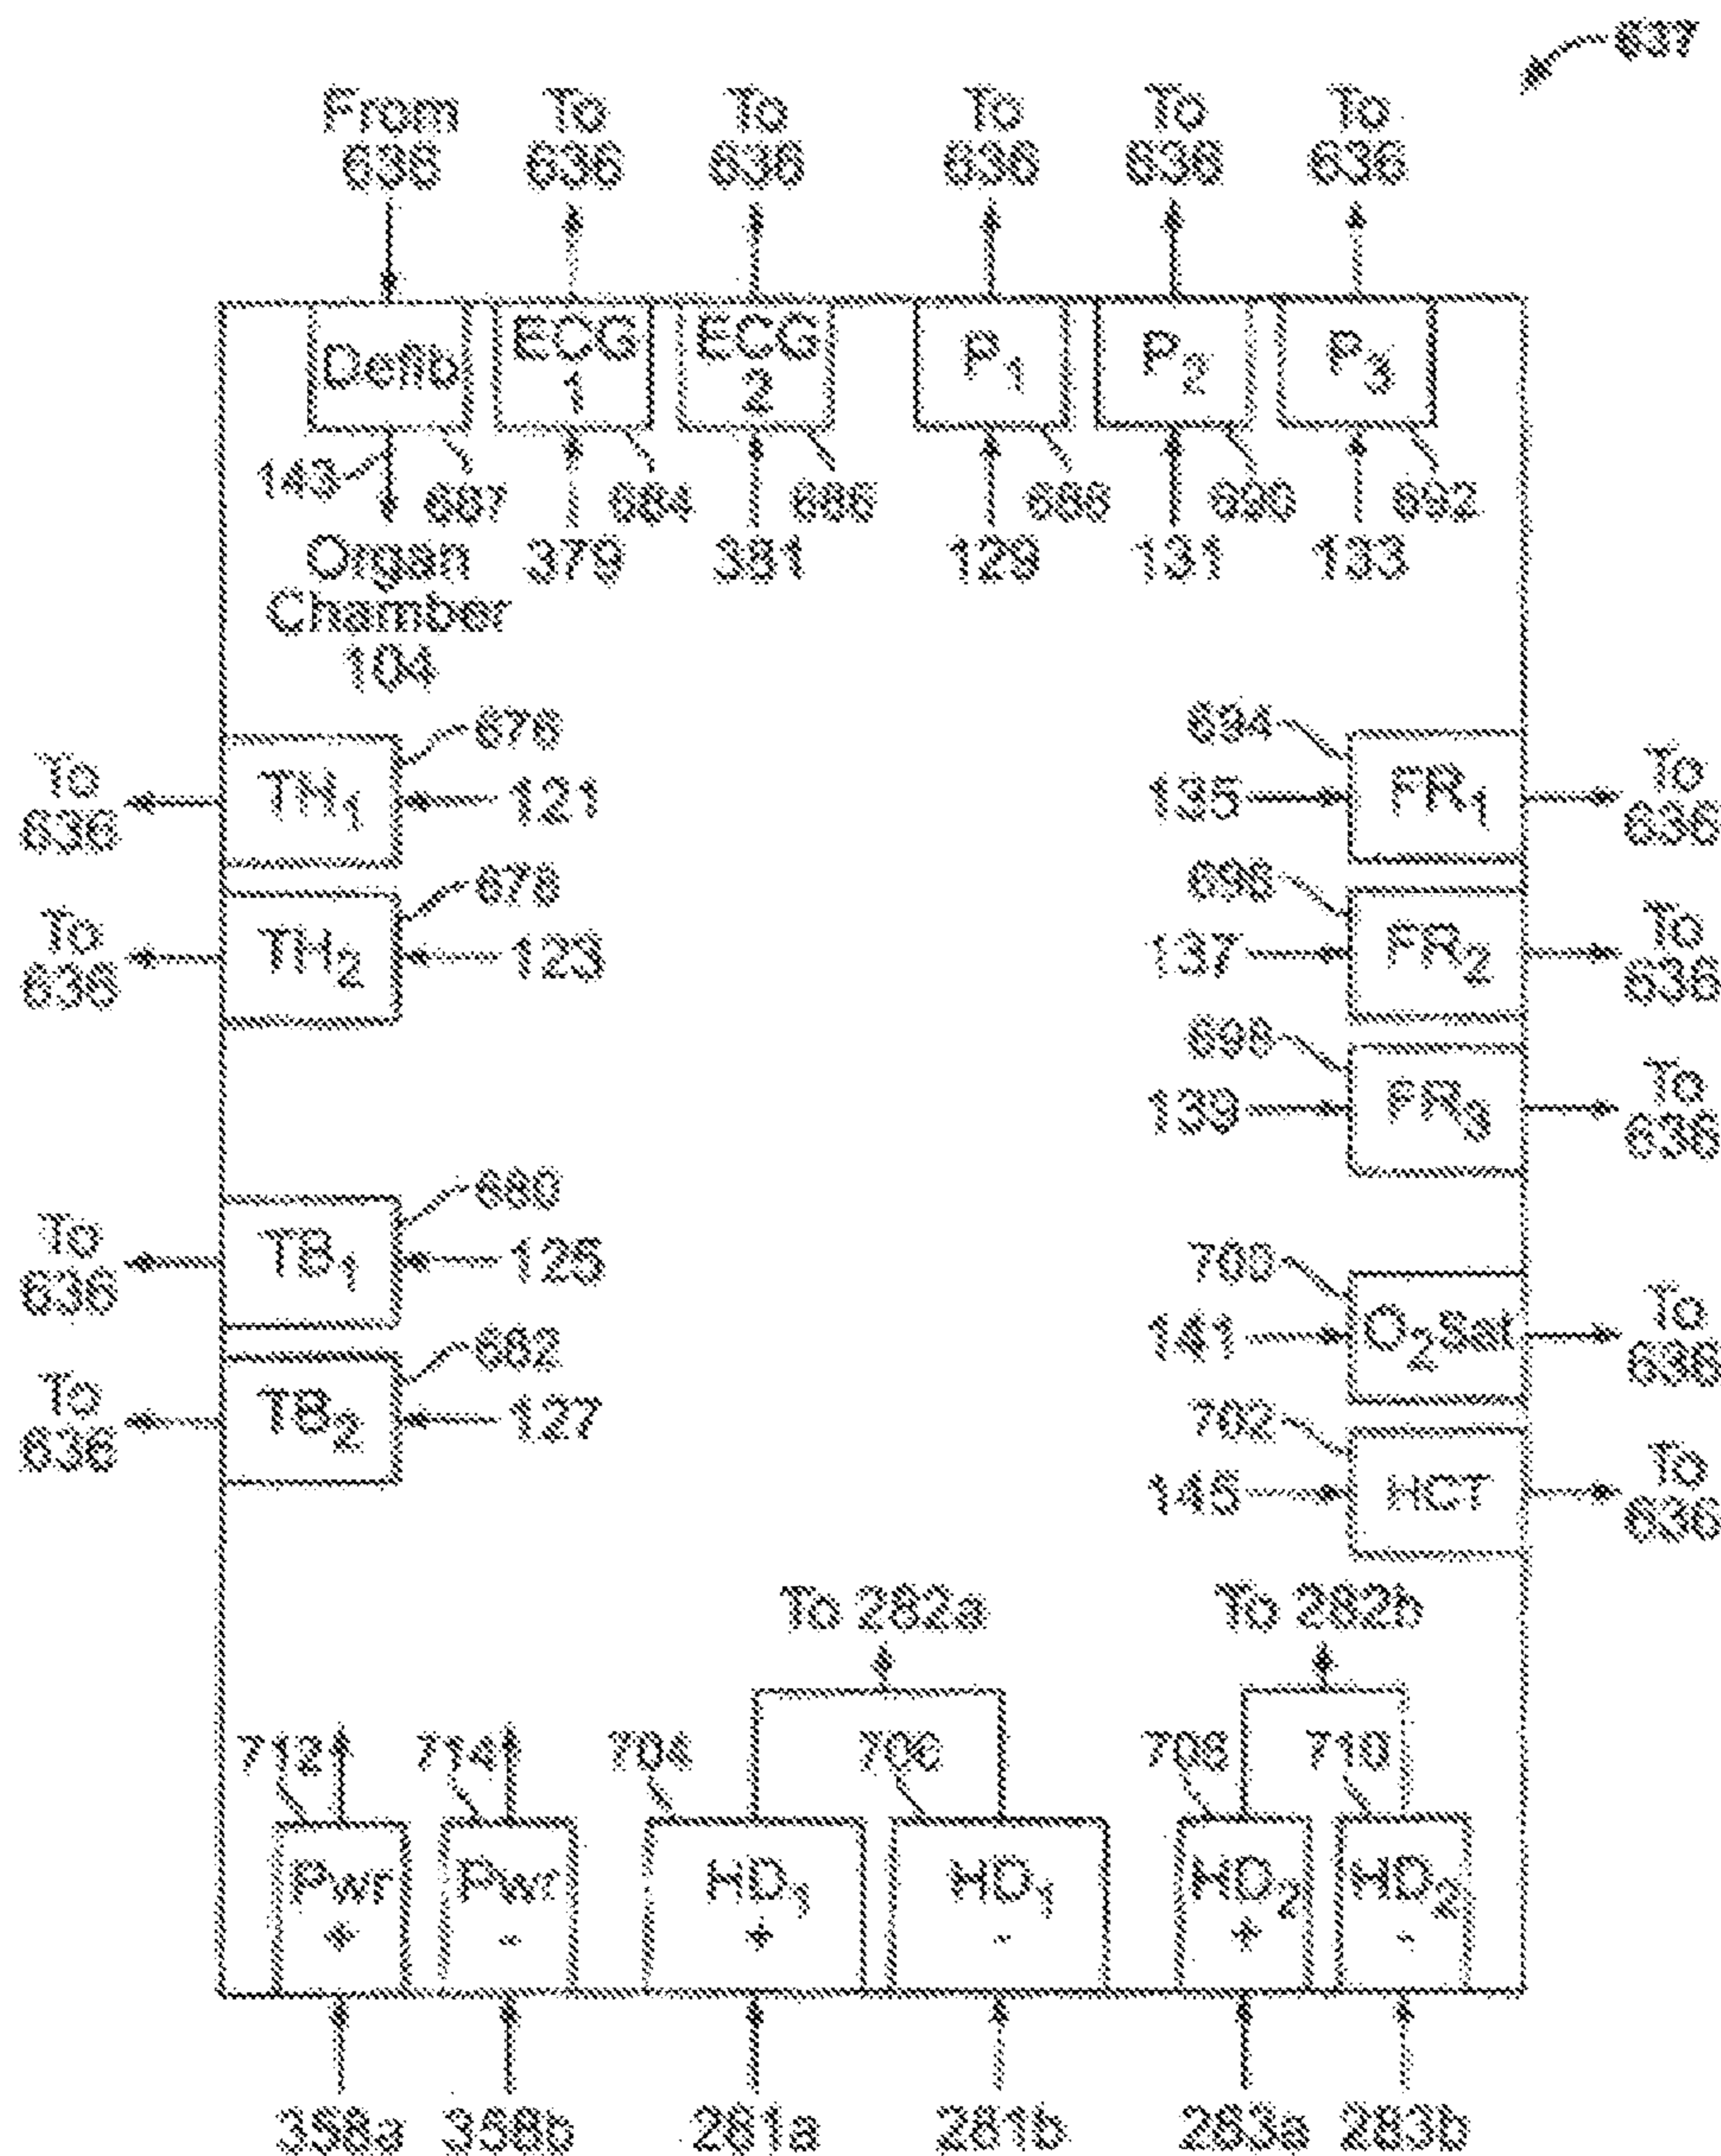 637
From
636
To
636
To
636
To
636
To
636
To
636
Defib
ECG
1
ECG
2
P1
P2
P3
143
687
684
686
688
690
692
Organ
Chamber
104
379
381
129
131
133
To
636
TH1
676
121
To
636
TH2
678
123
To
636
TB1
680
125
To
636
TB2
682
127
694
135
FR1
To
636
696
137
FR2
To
636
698
139
FR3
To
636
700
141
O2Sat
To
636
702
145
HCT
To
636
To 282a
To 282b
712
714
704
706
708
710
Pwr
+
Pwr
-
HD1
+
HD1
-
HD2
+
HD2
-
358a
358b
281a
281b
283a
283b